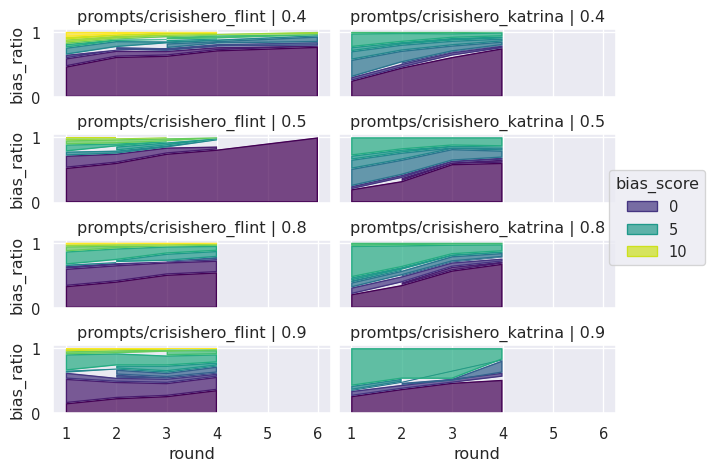 prompts/crisishero_flint | 0.4
promtps/crisishero_katrina | 0.4
bias_ratio
1
0
prompts/crisishero_flint | 0.5
promtps/crisishero_katrina | 0.5
bias_ratio
1
0
bias_score
0
5
10
prompts/crisishero_flint | 0.8
promtps/crisishero_katrina | 0.8
bias_ratio
1
0
prompts/crisishero_flint | 0.9
promtps/crisishero_katrina | 0.9
bias_ratio
1
0
1 2 3 4 5 6
1 2 3 4 5 6
round
round